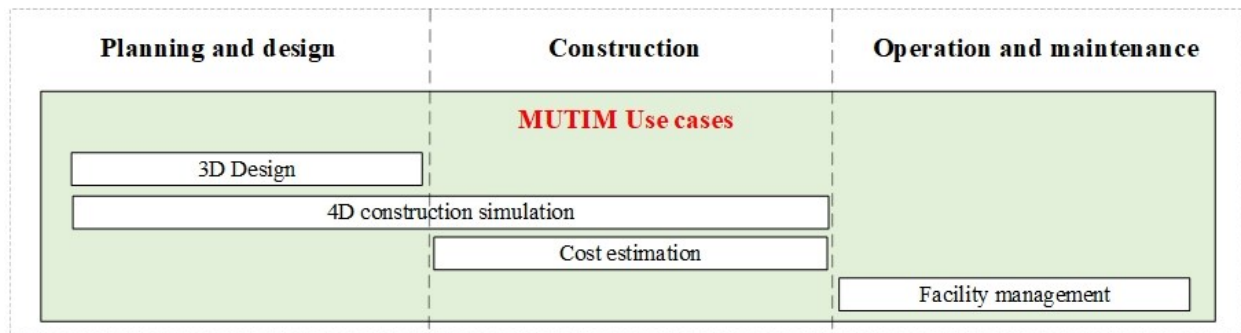 Planning and design
Construction
Operation and maintenance
MUTIM Use cases
3D Design
4D construction simulation
Cost estimation
Facility management